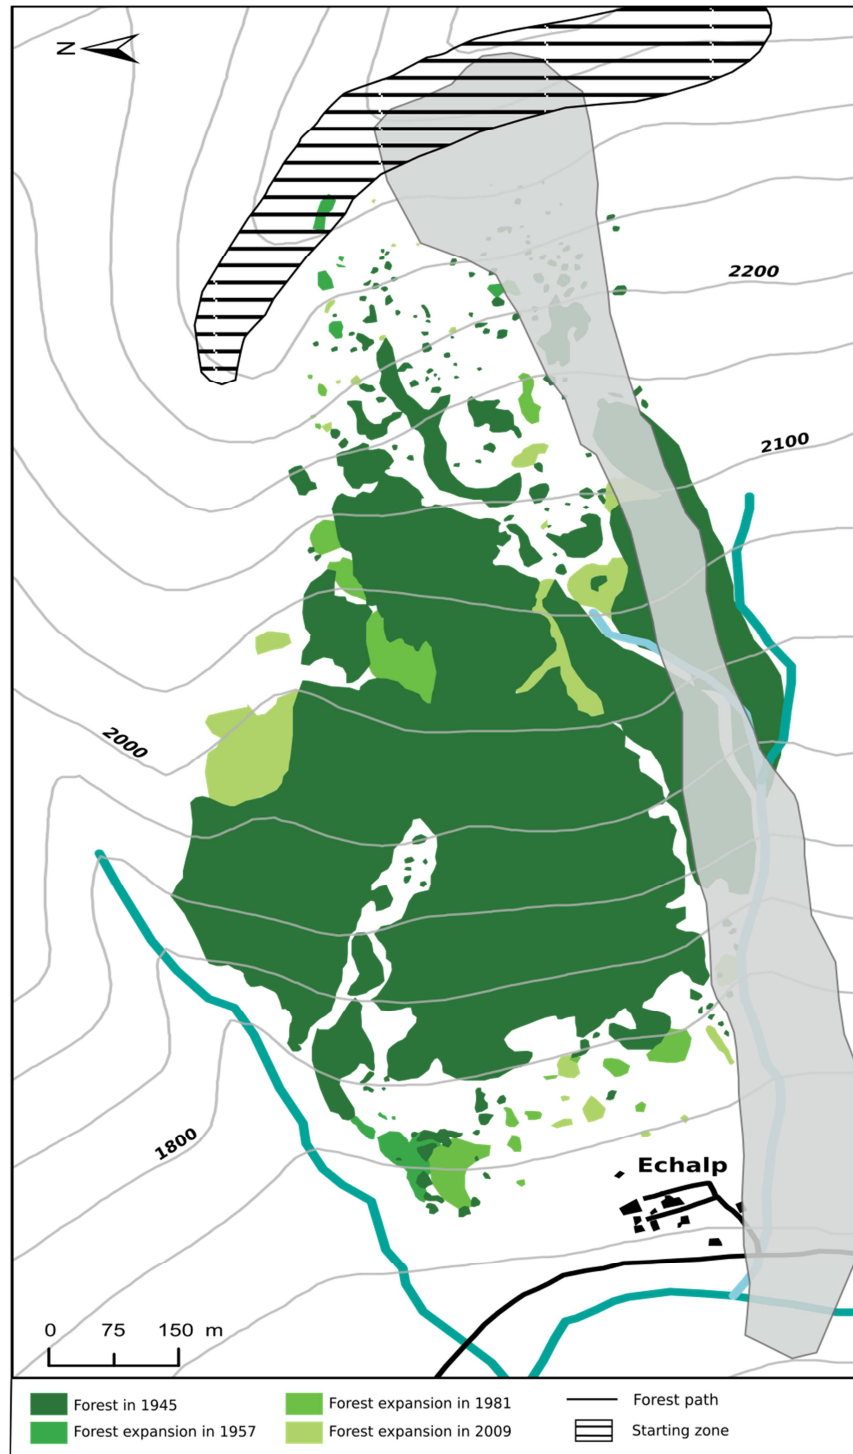 N
2200
2100
2000
1800
Echalp
0 75 150 m
Forest in 1945
Forest expansion in 1957
Forest expansion in 1981
Forest expansion in 2009
Forest path
Starting zone